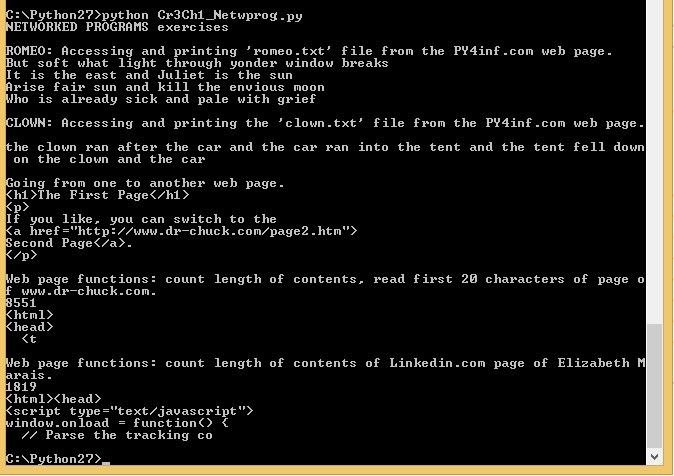 C:\Python27>python Cr3Ch1_Netwprog.py
NETWORKED PROGRAMS exercises
ROMEO: Accessing and printing 'romeo.txt' file from the PY4inf.com web page.
But soft what light through yonder window breaks
It is the east and Juliet is the sun
Arise fair sun and kill the envious moon
Who is already sick and pale with grief
CLOWN: Accessing and printing the 'clown.txt' file from the PY4inf.com web page.
the clown ran after the car and the car ran into the tent and the tent fell down
 on the clown and the car
Going from one to another web page.
<h1>The First Page</h1>
<p>
If you like, you can switch to the
<a href="http://www.dr-chuck.com/page2.htm">
Second Page</a>.
</p>
Web page functions: count length of contents, read first 20 characters of page o
f www.dr-chuck.com.
8551
<html>
<head>
  <t
Web page functions: count length of contents of Linkedin.com page of Elizabeth M
arais.
1819
<html><head>
<script type="text/javascript">
window.onload = function() {
  // Parse the tracking co
C:\Python27>_